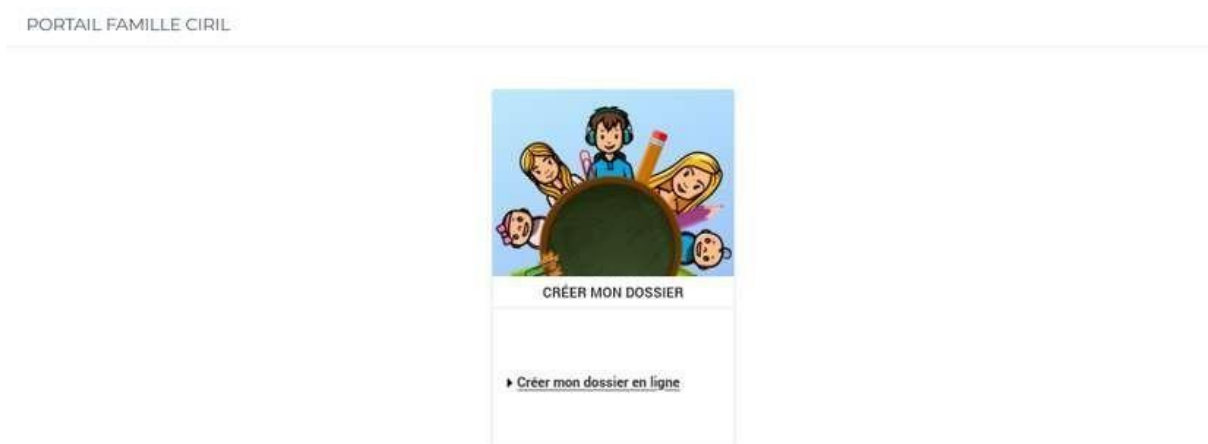 PORTAIL FAMILLE CIRIL
CRÉER MON DOSSIER
Créer mon dossier en ligne